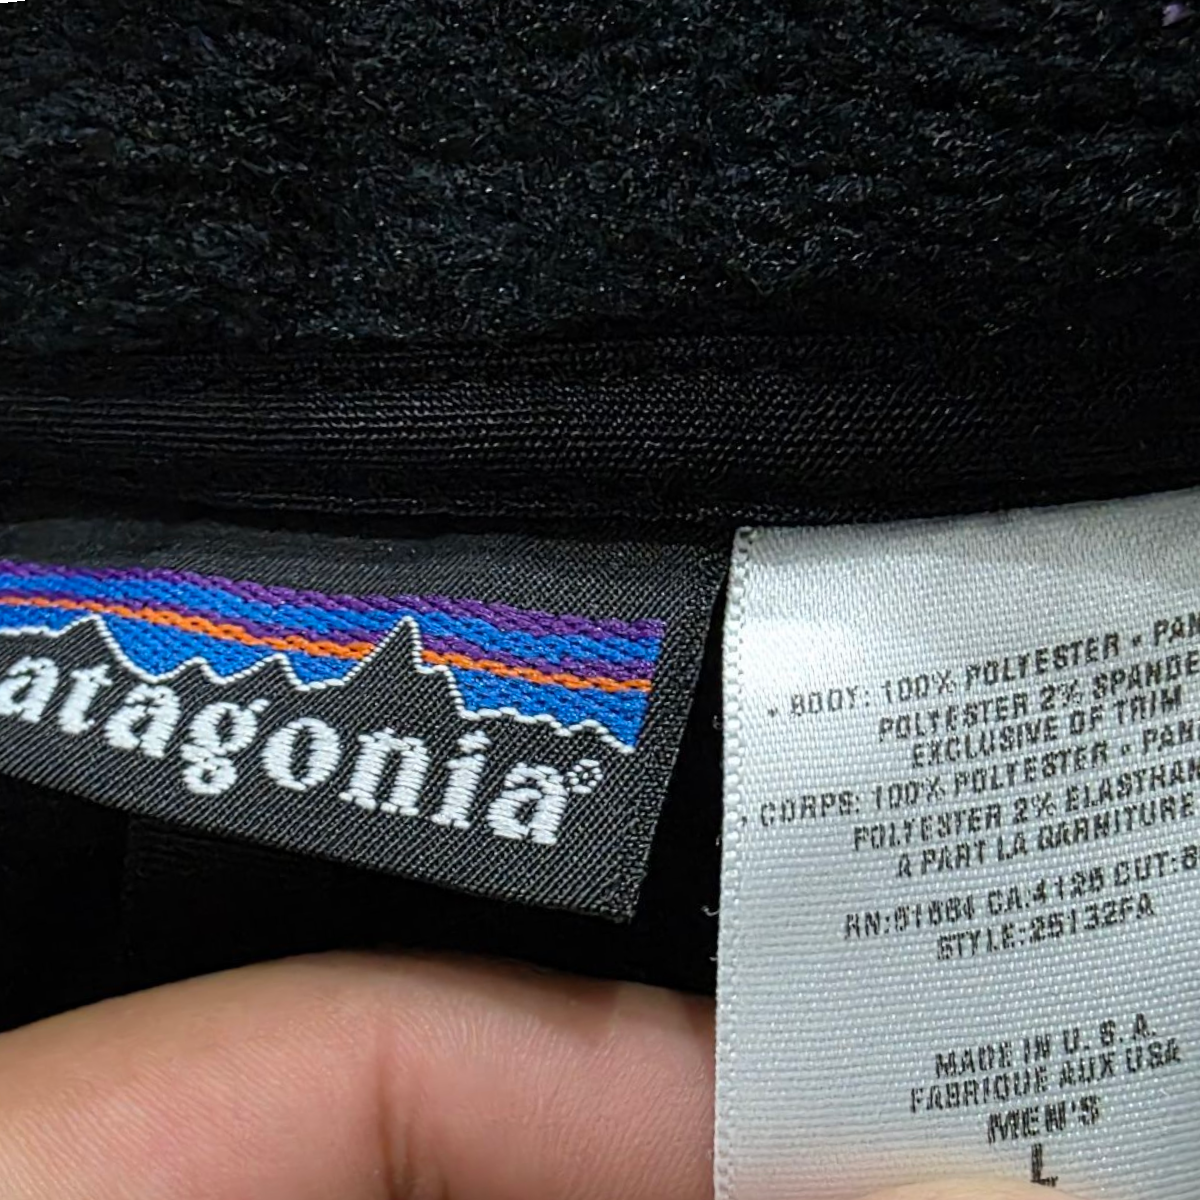 atagonia®
• BODY: 100% POLYESTER • PAN
POLYESTER 2% SPANDE
EXCLUSIVE OF TRIM
CORPS: 100% POLYESTER • PAN
POLYESTER 2% ELASTHAN
A PART LA GARNITURE
RN:51884 CA:4126 CUT:
STYLE:25132FA
MADE IN U.S.A.
FABRIQUE AUX USA
MEN'S
L